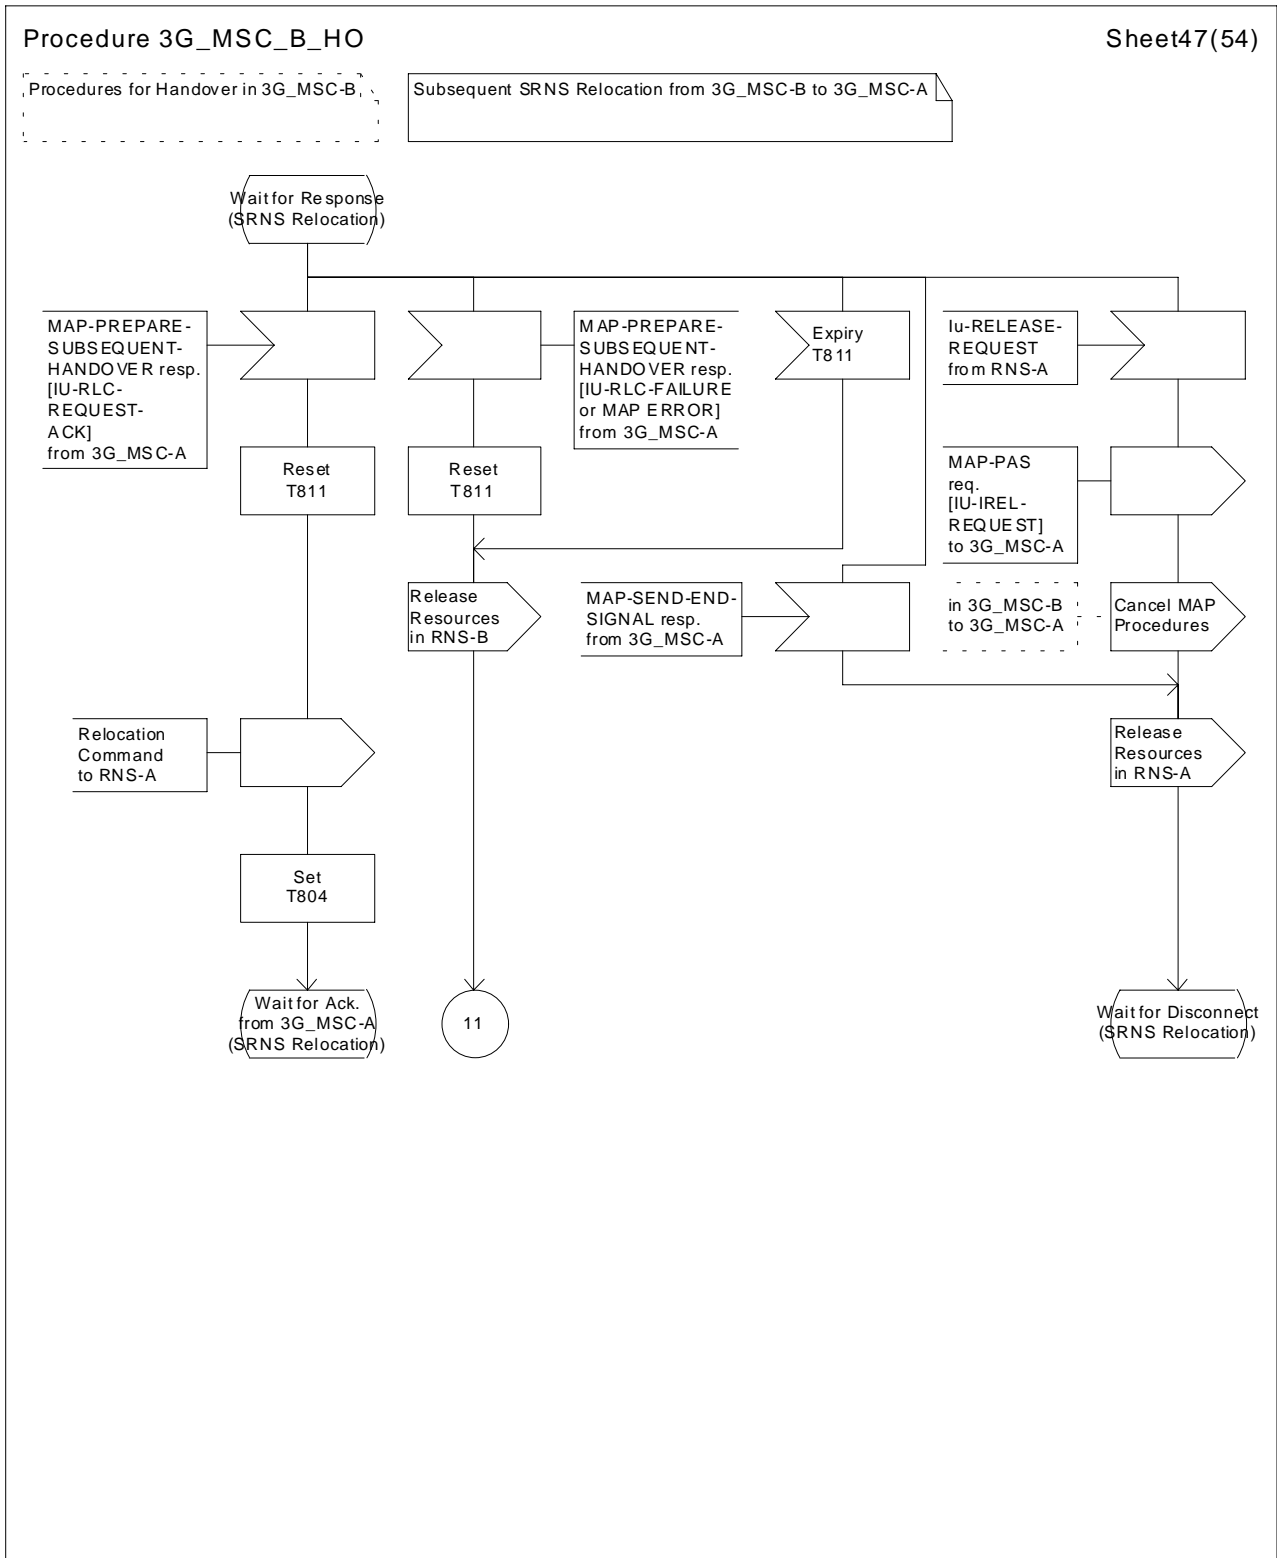 Procedure 3G_MSC_B_HO
Sheet47(54)
Procedures for Handover in 3G_MSC-B
Subsequent SRNS Relocation from 3G_MSC-B to 3G_MSC-A
Wait for Response
(SRNS Relocation)
MAP-PREPARE-
SUBSEQUENT-
HANDOVER resp.
[IU-RLC-
REQUEST-
ACK]
from 3G_MSC-A
MAP-PREPARE-
SUBSEQUENT-
HANDOVER resp.
[IU-RLC-FAILURE
or MAP ERROR]
from 3G_MSC-A
Expiry
T811
Iu-RELEASE-
REQUEST
from RNS-A
Reset
T811
Reset
T811
MAP-PAS
req.
[IU-IREL-
REQUEST]
to 3G_MSC-A
Release
Resources
in RNS-B
MAP-SEND-END-
SIGNAL resp.
from 3G_MSC-A
in 3G_MSC-B
to 3G_MSC-A
Cancel MAP
Procedures
Relocation
Command
to RNS-A
Release
Resources
in RNS-A
Set
T804
Wait for Ack.
from 3G_MSC-A
(SRNS Relocation)
11
Wait for Disconnect
(SRNS Relocation)